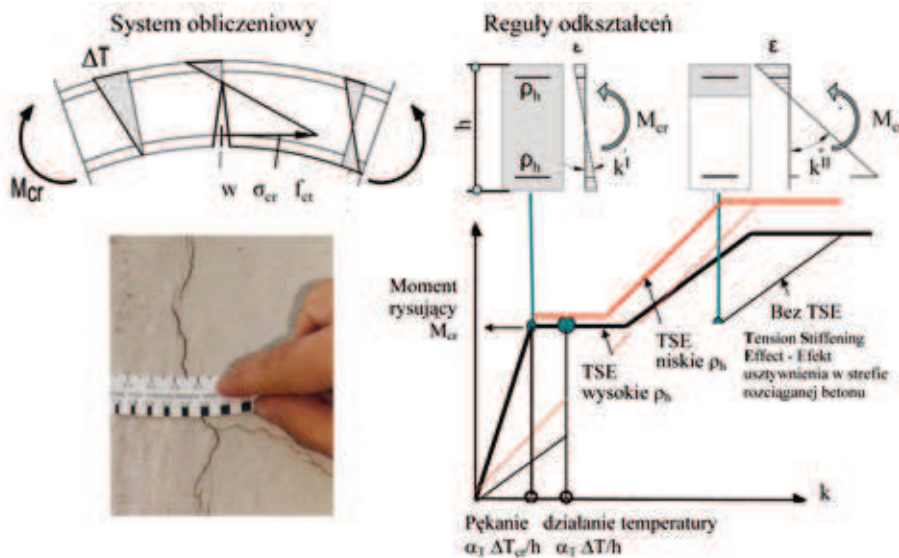 System obliczeniowy
ΔT
Mcr
w σcr fct
Reguły odkształceń
ε
ε
h
ρh
ρh
Mcr
kI
kII
Moment
rysujący
Mcr
TSE
wysokie ρh
TSE
niskie ρh
Bez TSE
Tension Stiffening
Effect - Efekt
usztywnienia w strefie
rozciąganej betonu
k
Pękanie
αT ΔTcr/h
działanie temperatury
αT ΔT/h